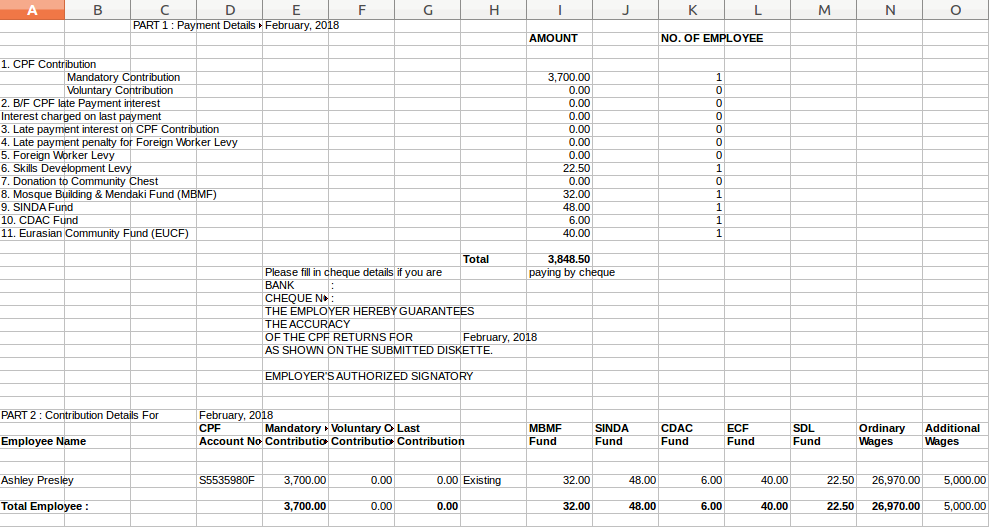 A B C D E F G H I J K L M N O
PART 1 : Payment Details February, 2018
AMOUNT NO. OF EMPLOYEE
1. CPF Contribution
Mandatory Contribution 3,700.00 1
Voluntary Contribution 0.00 0
2. B/F CPF late Payment interest 0.00 0
Interest charged on last payment 0.00 0
3. Late payment interest on CPF Contribution 0.00 0
4. Late payment penalty for Foreign Worker Levy 0.00 0
5. Foreign Worker Levy 0.00 0
6. Skills Development Levy 22.50 1
7. Donation to Community Chest 0.00 0
8. Mosque Building & Mendaki Fund (MBMF) 32.00 1
9. SINDA Fund 48.00 1
10. CDAC Fund 6.00 1
11. Eurasian Community Fund (EUCF) 40.00 1
Total 3,848.50
Please fill in cheque details if you are paying by cheque
BANK :
CHEQUE N :
THE EMPLOYER HEREBY GUARANTEES
THE ACCURACY
OF THE CPF RETURNS FOR February, 2018
AS SHOWN ON THE SUBMITTED DISKETTE.
EMPLOYER'S AUTHORIZED SIGNATORY
PART 2 : Contribution Details For February, 2018
CPF Mandatory Voluntary C Last MBMF SINDA CDAC ECF SDL Ordinary Additional
Employee Name Account No Contributio Contributio Contribution Fund Fund Fund Fund Fund Wages Wages
Ashley Presley S5535980F 3,700.00 0.00 0.00 Existing 32.00 48.00 6.00 40.00 22.50 26,970.00 5,000.00
Total Employee : 3,700.00 0.00 0.00 32.00 48.00 6.00 40.00 22.50 26,970.00 5,000.00